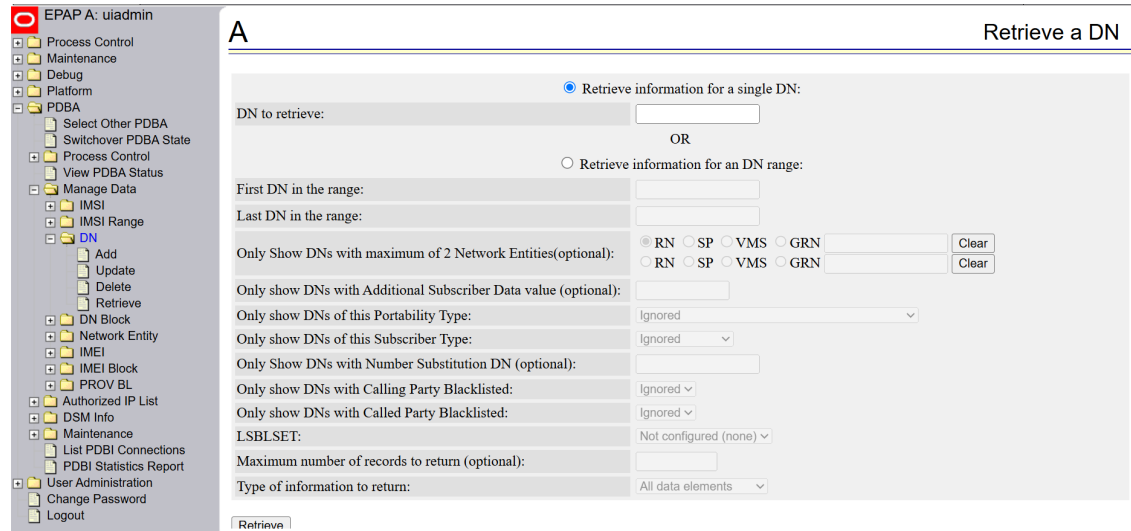 EPAP A: uiadmin
Process Control
Maintenance
Debug
Platform
PDBA
Select Other PDBA
Switchover PDBA State
Process Control
View PDBA Status
Manage Data
IMSI
IMSI Range
DN
Add
Update
Delete
Retrieve
DN Block
Network Entity
IMEI
IMEI Block
PROV BL
Authorized IP List
DSM Info
Maintenance
List PDBI Connections
PDBI Statistics Report
User Administration
Change Password
Logout
A
Retrieve a DN
Retrieve information for a single DN:
DN to retrieve:
OR
Retrieve information for an DN range:
First DN in the range:
Last DN in the range:
Only Show DNs with maximum of 2 Network Entities(optional):
RN SP VMS GRN Clear
RN SP VMS GRN Clear
Only show DNs with Additional Subscriber Data value (optional):
Only show DNs of this Portability Type: Ignored
Only show DNs of this Subscriber Type: Ignored
Only Show DNs with Number Substitution DN (optional):
Only show DNs with Calling Party Blacklisted: Ignored
Only show DNs with Called Party Blacklisted: Ignored
LSBLSET: Not configured (none)
Maximum number of records to return (optional):
Type of information to return: All data elements
Retrieve